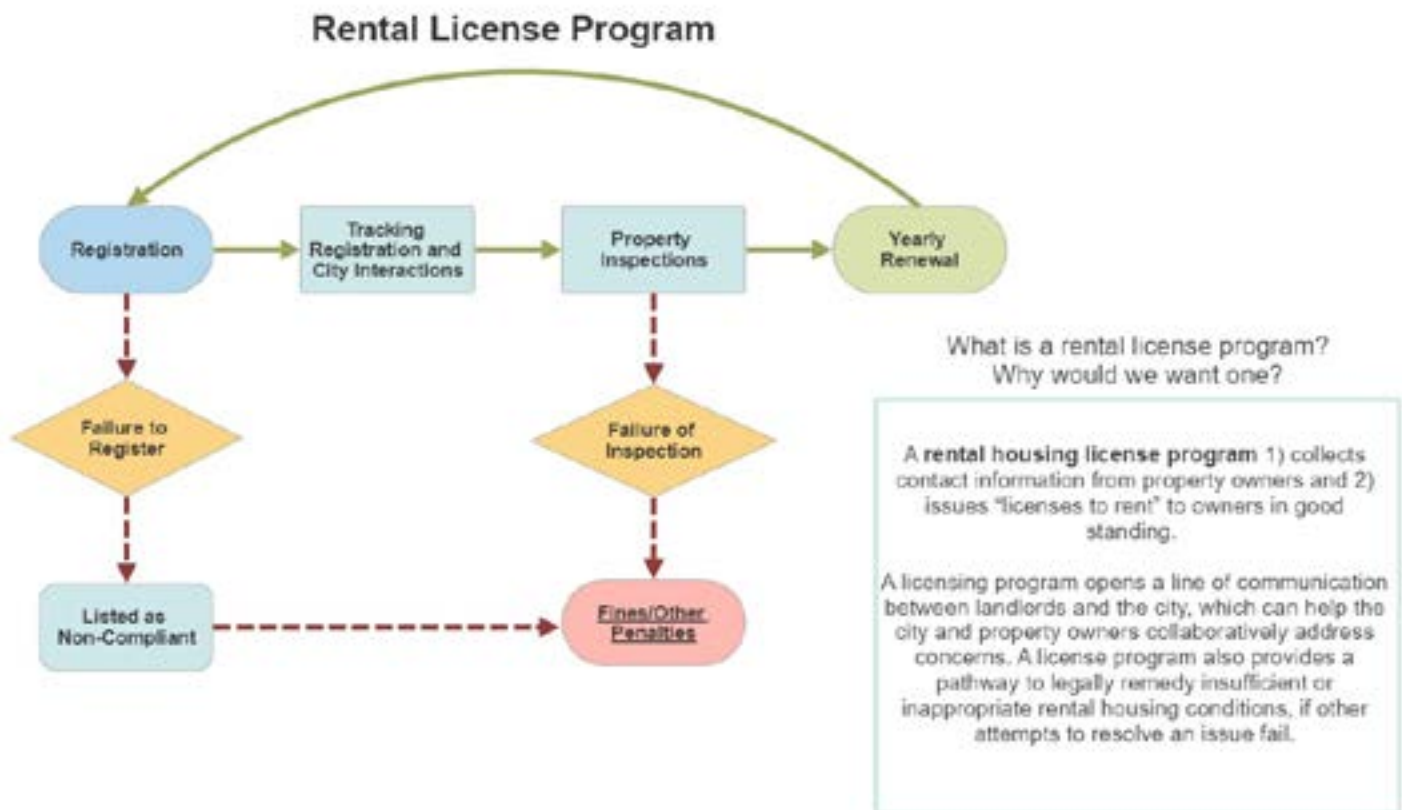 Rental License Program
Registration
Tracking
Registration and
City Interactions
Property
Inspections
Yearly
Renewal
Failure to
Register
Failure of
Inspection
Listed as
Non-Compliant
Fines/Other
Penalties
What is a rental license program?
Why would we want one?
A rental housing license program 1) collects
contact information from property owners and 2)
issues “licenses to rent” to owners in good
standing.
A licensing program opens a line of communication
between landlords and the city, which can help the
city and property owners collaboratively address
concerns. A license program also provides a
pathway to legally remedy insufficient or
inappropriate rental housing conditions, if other
attempts to resolve an issue fail.